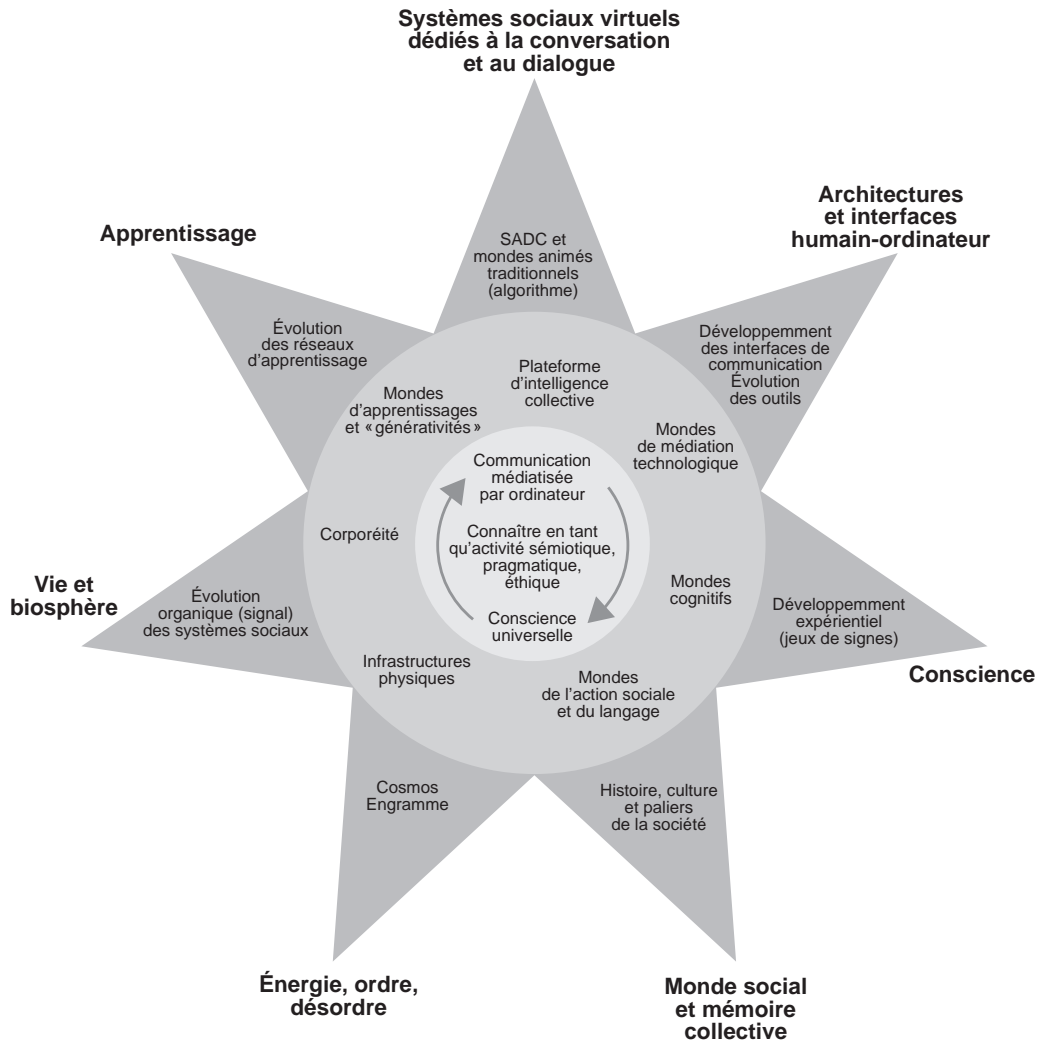 Systèmes sociaux virtuels
dédiés à la conversation
et au dialogue
Architectures
et interfaces
humain-ordinateur
Apprentissage
SADC et
mondes animés
traditionnels
(algorithme)
Évolution
des réseaux
d'apprentissage
Développemment
des interfaces de
communication
Évolution
des outils
Plateforme
d'intelligence
collective
Mondes
d'apprentissages
et «générativités»
Mondes
de médiation
technologique
Communication
médiatisée
par ordinateur
Connaître en tant
qu'activité sémiotique,
pragmatique,
éthique
Conscience
universelle
Corporéité
Mondes
cognitifs
Vie et
biosphère
Évolution
organique (signal)
des systèmes sociaux
Développemment
expérientiel
(jeux de signes)
Conscience
Infrastructures
physiques
Mondes
de l'action sociale
et du langage
Cosmos
Engramme
Histoire, culture
et paliers
de la société
Énergie, ordre,
désordre
Monde social
et mémoire
collective